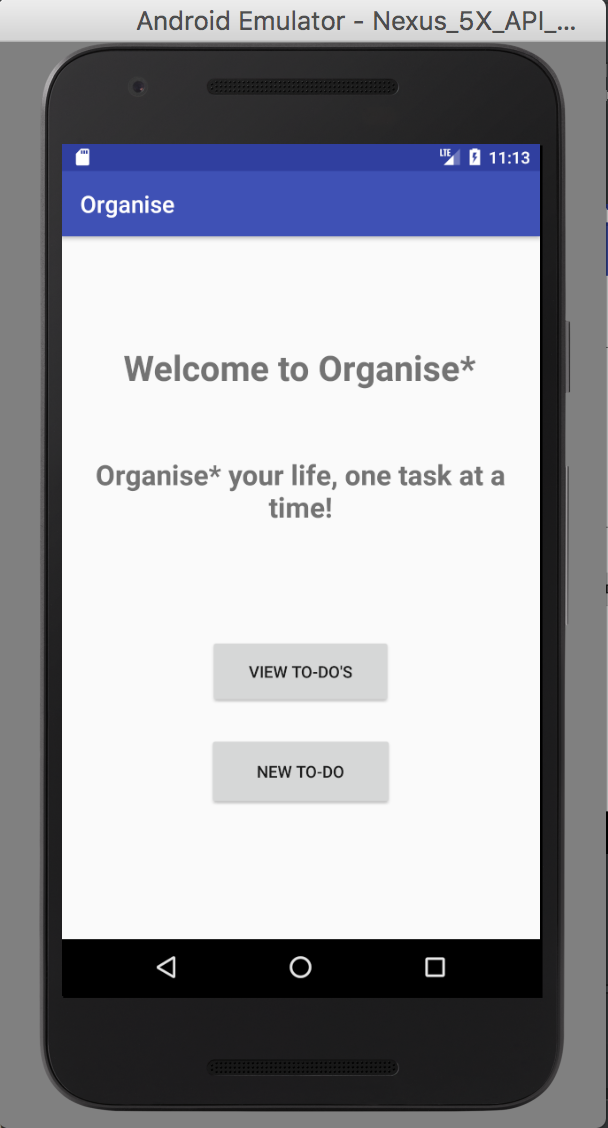 Android Emulator - Nexus_5X_API_...
LTE 11:13
Organise
Welcome to Organise*
Organise* your life, one task at a
time!
VIEW TO-DO'S
NEW TO-DO